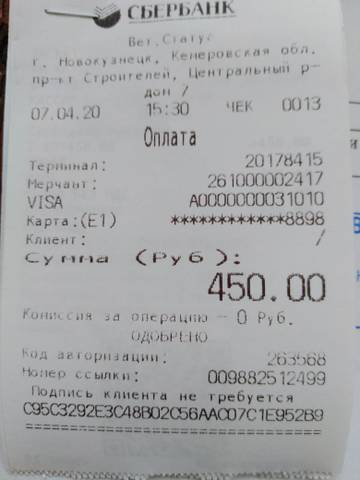 СБЕРБАНК
Вет.Статус
г. Новокузнецк, Кемеровская обл.
пр-кт Строителей, Центральный р-
дом 7
07.04.20 15:30 ЧЕК 0013
Оплата
Терминал: 20178415
Мерчант: 261000002417
VISA A0000000031010
Карта:(E1) ************8898
Клиент: /
Сумма (Руб):
450.00
Комиссия за операцию – 0 Руб.
ОДОБРЕНО
Код авторизации: 263568
Номер ссылки: 009882512499
Подпись клиента не требуется
C95C3292E3C48B02C56AAC07C1E952B9
================================